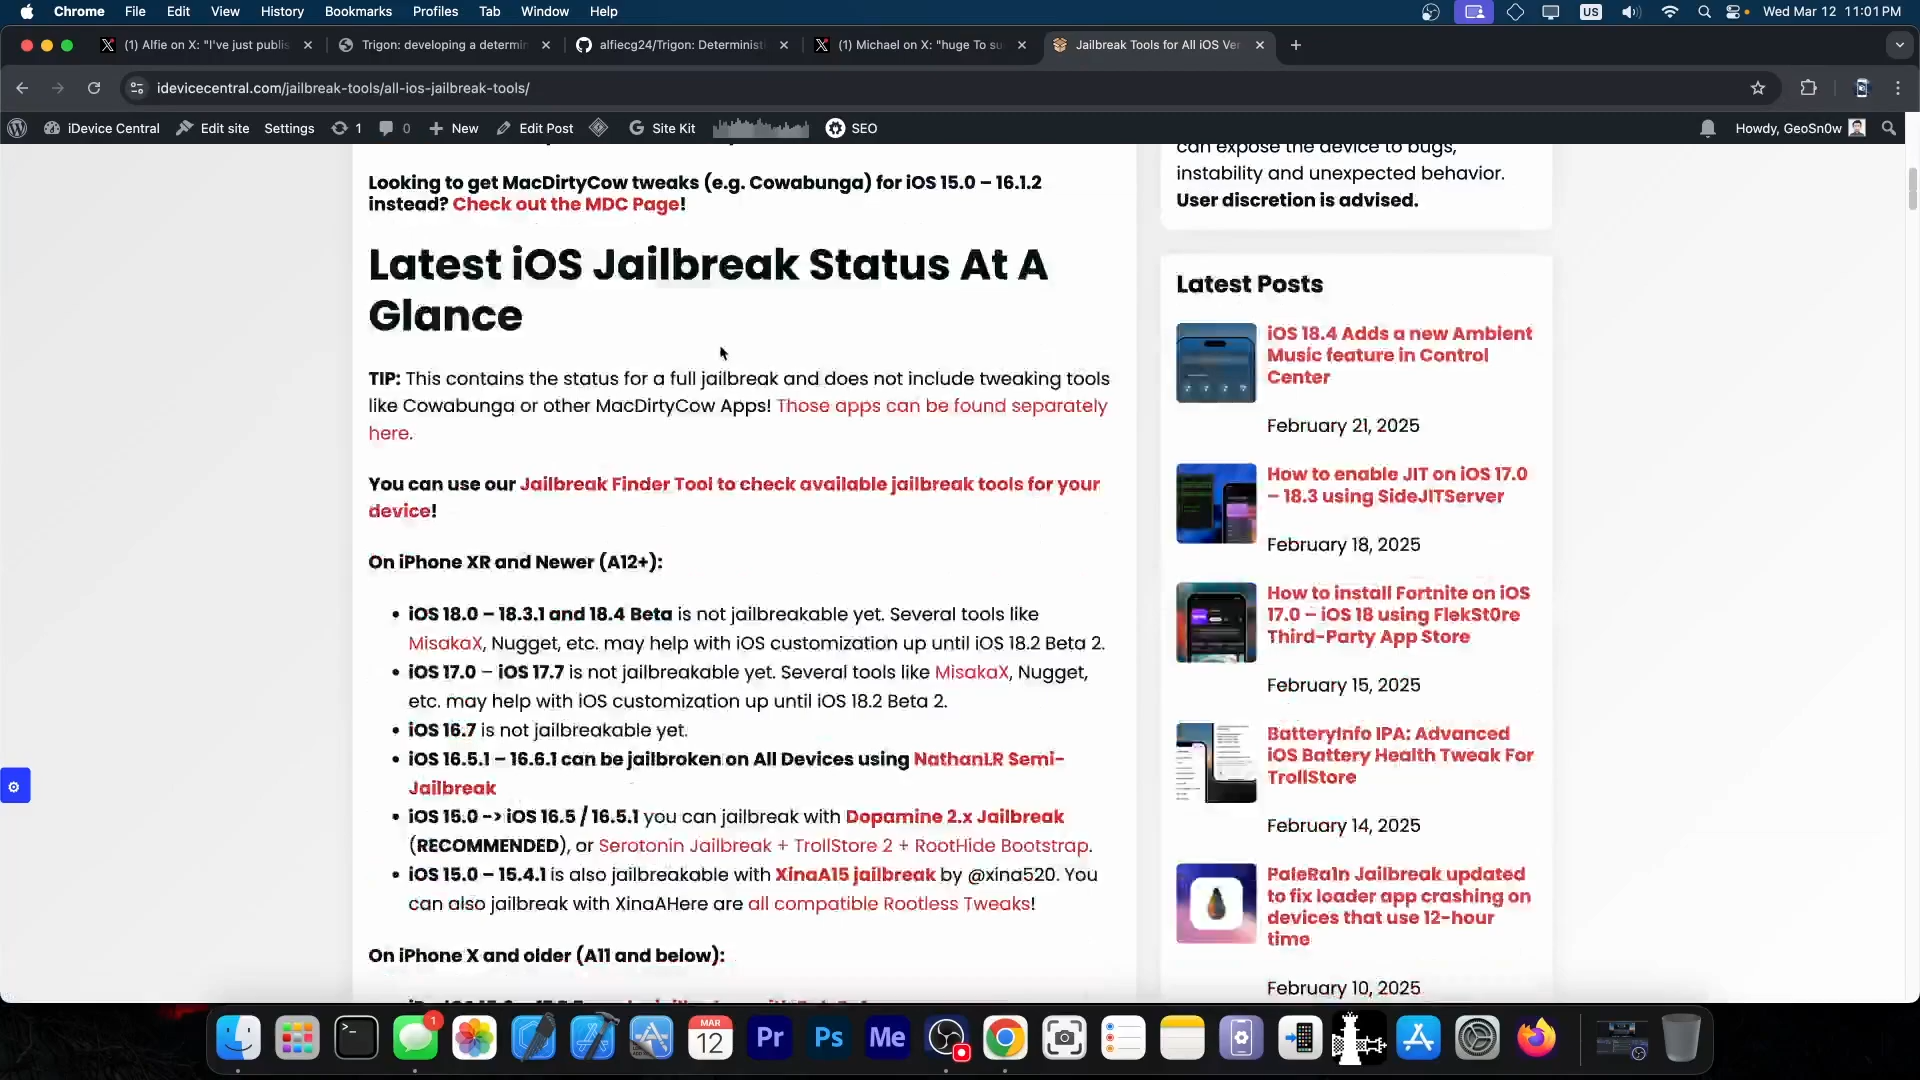 Chrome File Edit View History Bookmarks Profiles Tab Window Help US Wed Mar 12 11:01 PM
(1) Alfie on X: "I've just publis
Trigon: developing a determin
alfiecg24/Trigon: Determinist
(1) Michael on X: "huge To su
Jailbreak Tools for All iOS Ver
idevicecentral.com/jailbreak-tools/all-ios-jailbreak-tools/
iDevice Central Edit site Settings 1 0 New Edit Post Site Kit SEO Howdy, GeoSn0w
Looking to get MacDirtyCow tweaks (e.g. Cowabunga) for iOS 15.0 – 16.1.2
instead? Check out the MDC Page!
Latest iOS Jailbreak Status At A
Glance
TIP: This contains the status for a full jailbreak and does not include tweaking tools
like Cowabunga or other MacDirtyCow Apps! Those apps can be found separately
here.
You can use our Jailbreak Finder Tool to check available jailbreak tools for your
device!
On iPhone XR and Newer (A12+):
• iOS 18.0 – 18.3.1 and 18.4 Beta is not jailbreakable yet. Several tools like
MisakaX, Nugget, etc. may help with iOS customization up until iOS 18.2 Beta 2.
• iOS 17.0 – iOS 17.7 is not jailbreakable yet. Several tools like MisakaX, Nugget,
etc. may help with iOS customization up until iOS 18.2 Beta 2.
• iOS 16.7 is not jailbreakable yet.
• iOS 16.5.1 – 16.6.1 can be jailbroken on All Devices using NathanLR Semi-
Jailbreak
• iOS 15.0 -> iOS 16.5 / 16.5.1 you can jailbreak with Dopamine 2.x Jailbreak
(RECOMMENDED), or Serotonin Jailbreak + TrollStore 2 + RootHide Bootstrap.
• iOS 15.0 – 15.4.1 is also jailbreakable with XinaA15 jailbreak by @xina520. You
can also jailbreak with XinaAHere are all compatible Rootless Tweaks!
On iPhone X and older (A11 and below):
can expose the device to bugs,
instability and unexpected behavior.
User discretion is advised.
Latest Posts
iOS 18.4 Adds a new Ambient
Music feature in Control
Center
February 21, 2025
How to enable JIT on iOS 17.0
– 18.3 using SideJITServer
February 18, 2025
How to install Fortnite on iOS
17.0 – iOS 18 using FlekSt0re
Third-Party App Store
February 15, 2025
BatteryInfo IPA: Advanced
iOS Battery Health Tweak For
TrollStore
February 14, 2025
PaleRa1n Jailbreak updated
to fix loader app crashing on
devices that use 12-hour
time
February 10, 2025
1
MAR
12
Pr
Ps
Me